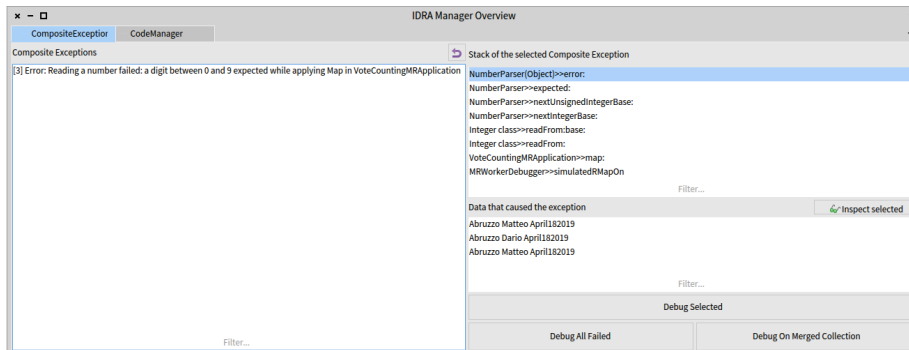 IDRA Manager Overview
CompositeExceptior
CodeManager
Composite Exceptions
[3] Error: Reading a number failed: a digit between 0 and 9 expected while applying Map in VoteCountingMRApplication
Filter...
Stack of the selected Composite Exception
NumberParser(Object)>>error:
NumberParser>>expected:
NumberParser>>nextUnsignedIntegerBase:
NumberParser>>nextIntegerBase:
Integer class>>readFrom:base:
Integer class>>readFrom:
VoteCountingMRApplication>>map:
MRWorkerDebugger>>simulatedRMapOn
Filter...
Data that caused the exception
Inspect selected
Abruzzo Matteo April182019
Abruzzo Dario April182019
Abruzzo Matteo April182019
Filter...
Debug Selected
Debug All Failed
Debug On Merged Collection